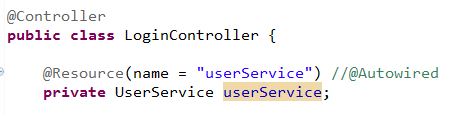 @Controller
public class LoginController {
@Resource(name = "userService") //@Autowired
private UserService userService;